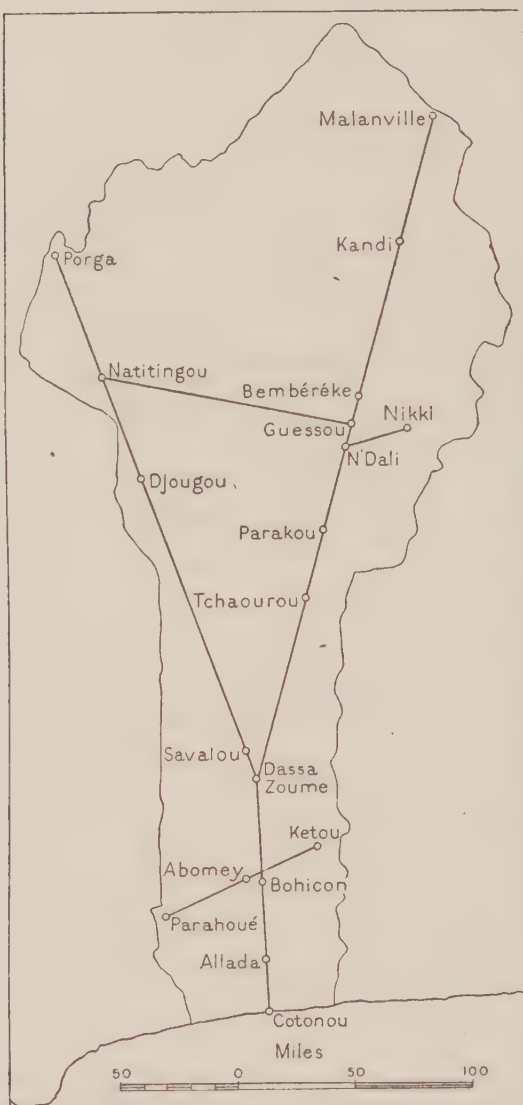 Malanville
Kandi
Porga
Natitingou
Bembéréke
Nikki
Guessou
N'Dali
Djougou
Parakou
Tchaourou
Savalou
Dassa
Zoume
Ketou
Abomey
Bohicon
Parahoué
Allada
Cotonou
Miles
50 0 50 100